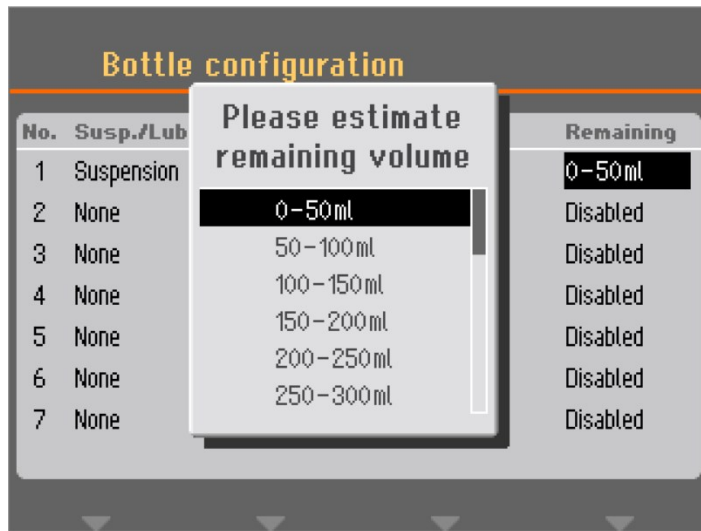 Bottle configuration
Please estimate
remaining volume
No. Susp./Lub Remaining
1 Suspension 0-50ml
2 None Disabled
3 None Disabled
4 None Disabled
5 None Disabled
6 None Disabled
7 None Disabled
0-50ml
50-100ml
100-150ml
150-200ml
200-250ml
250-300ml